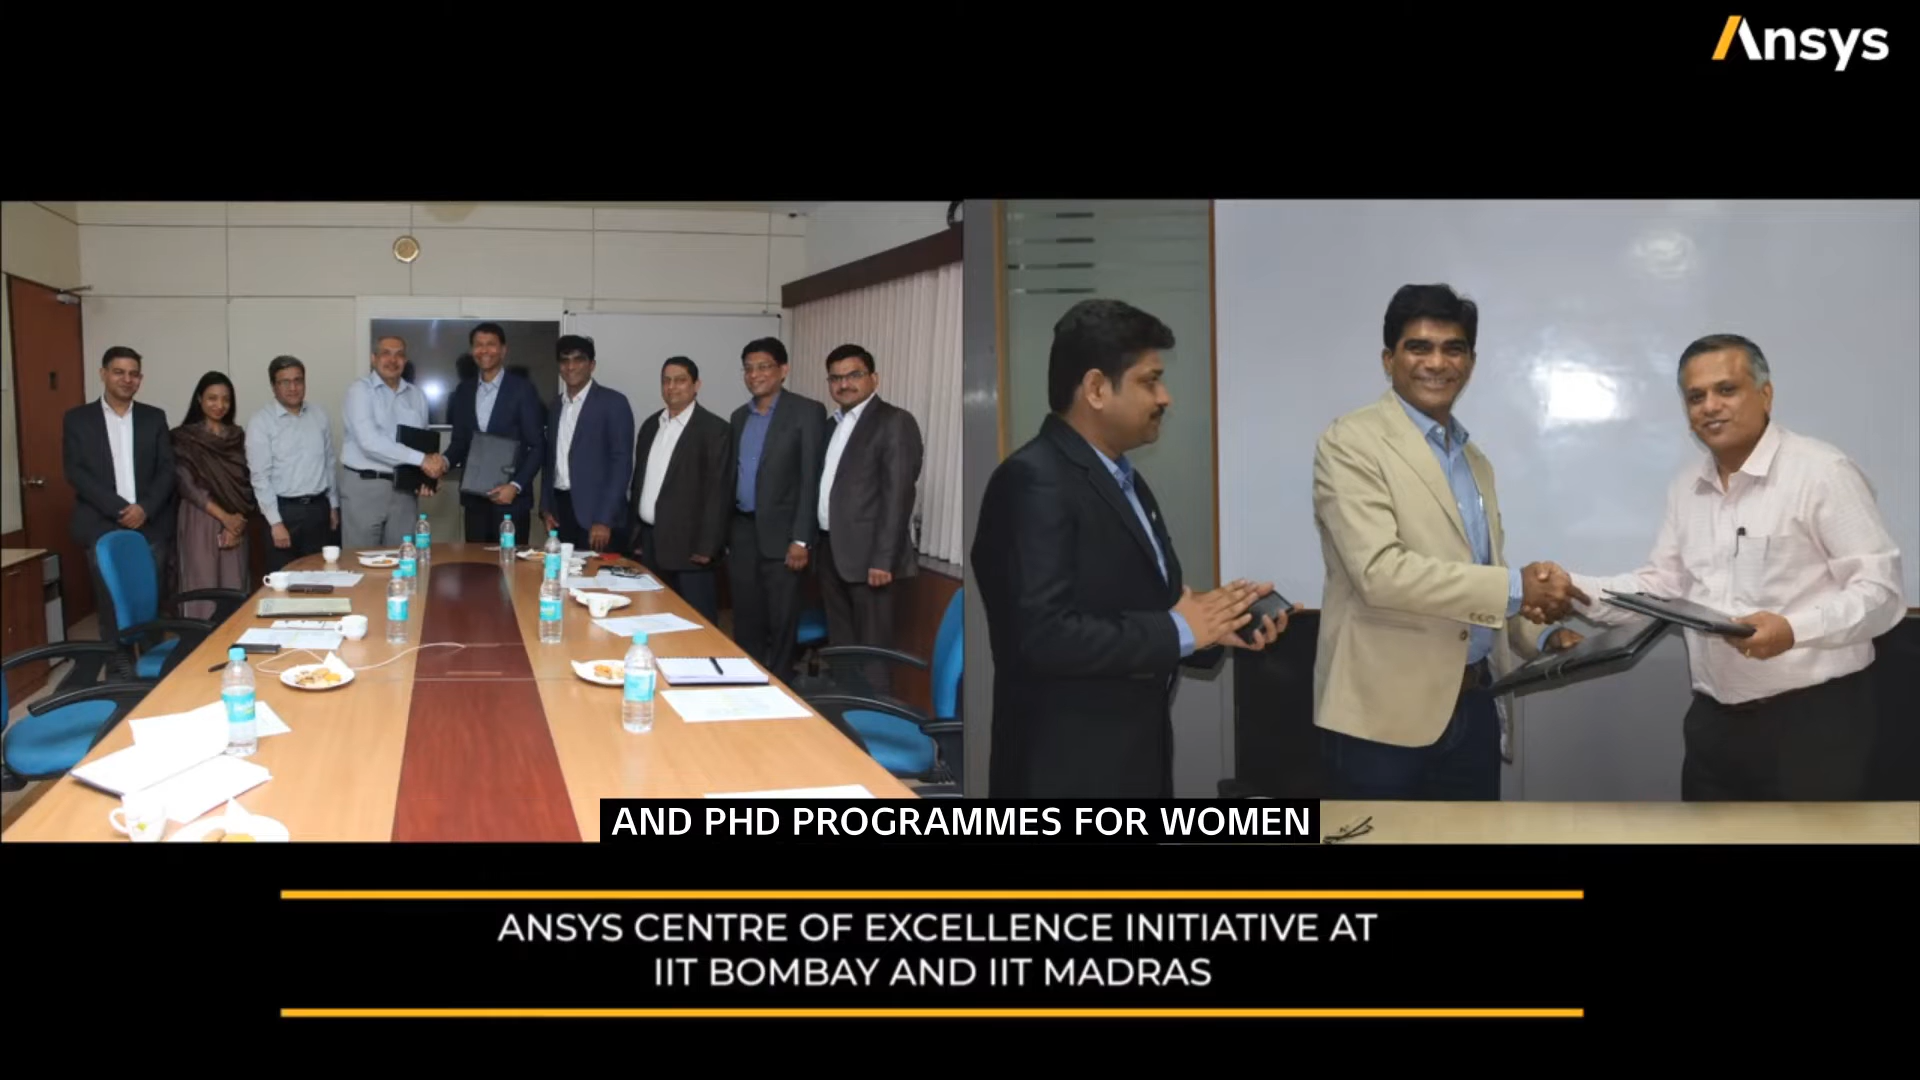 Ansys
AND PHD PROGRAMMES FOR WOMEN
ANSYS CENTRE OF EXCELLENCE INITIATIVE AT
IIT BOMBAY AND IIT MADRAS